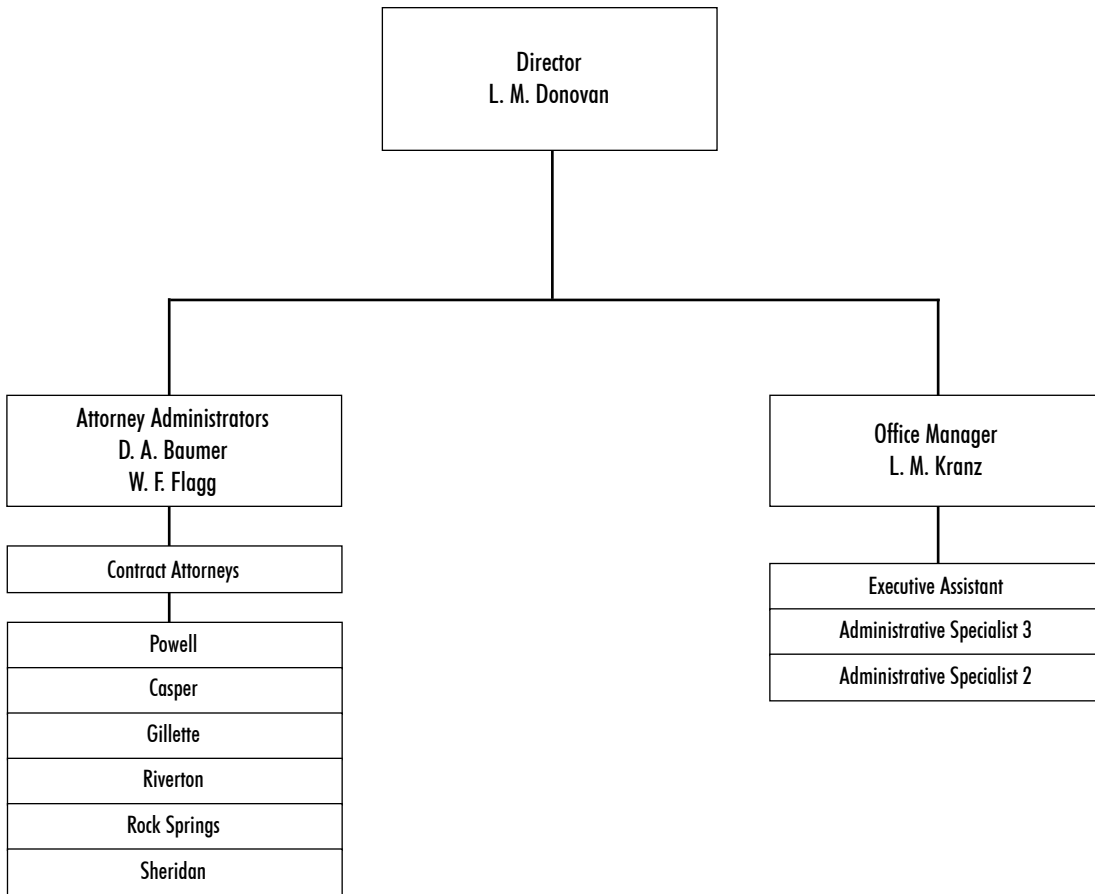 Director
L. M. Donovan
Attorney Administrators
D. A. Baumer
W. F. Flagg
Contract Attorneys
Powell
Casper
Gillette
Riverton
Rock Springs
Sheridan
Office Manager
L. M. Kranz
Executive Assistant
Administrative Specialist 3
Administrative Specialist 2